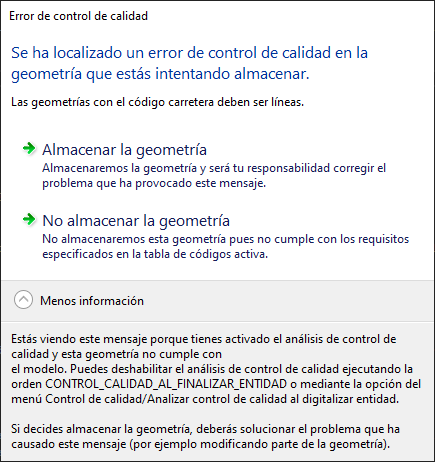 Error de control de calidad
Se ha localizado un error de control de calidad en la
geometría que estás intentando almacenar.
Las geometrías con el código carretera deben ser líneas.
Almacenar la geometría
Almacenaremos la geometría y será tu responsabilidad corregir el
problema que ha provocado este mensaje.
No almacenar la geometría
No almacenaremos esta geometría pues no cumple con los requisitos
especificados en la tabla de códigos activa.
Menos información
Estás viendo este mensaje porque tienes activado el análisis de control de
calidad y esta geometría no cumple con
el modelo. Puedes deshabilitar el análisis de control de calidad ejecutando la
orden CONTROL_CALIDAD_AL_FINALIZAR_ENTIDAD o mediante la opción del
menú Control de calidad/Analizar control de calidad al digitalizar entidad.
Si decides almacenar la geometría, deberás solucionar el problema que ha
causado este mensaje (por ejemplo modificando parte de la geometría).